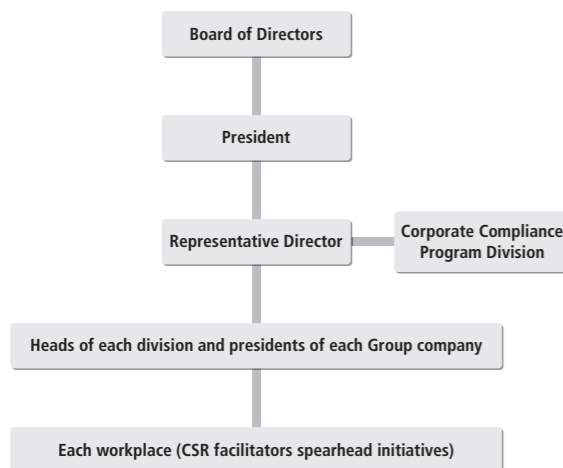 Board of Directors
President
Representative Director
Corporate Compliance
Program Division
Heads of each division and presidents of each Group company
Each workplace (CSR facilitators spearhead initiatives)